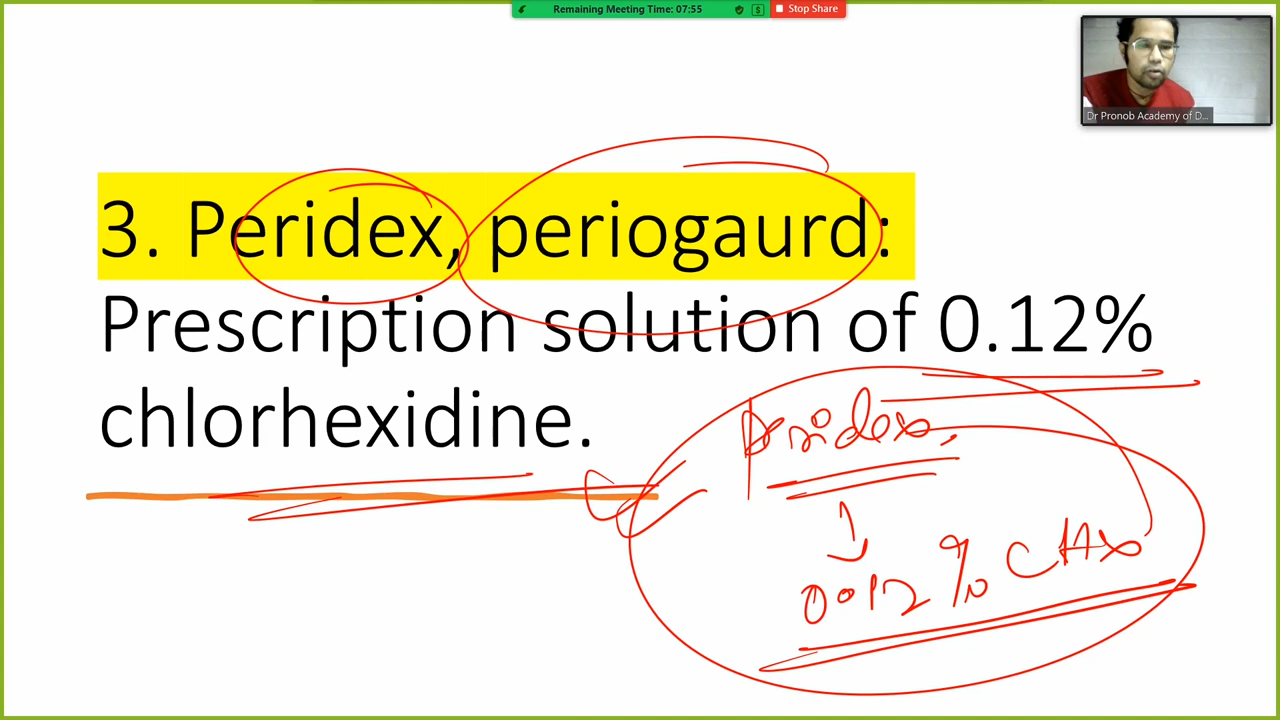 Remaining Meeting Time: 07:55
Stop Share
Dr Pronob Academy of D...
3. Peridex, periogaurd:
Prescription solution of 0.12%
chlorhexidine.
Peridex,
0.12 % CHX